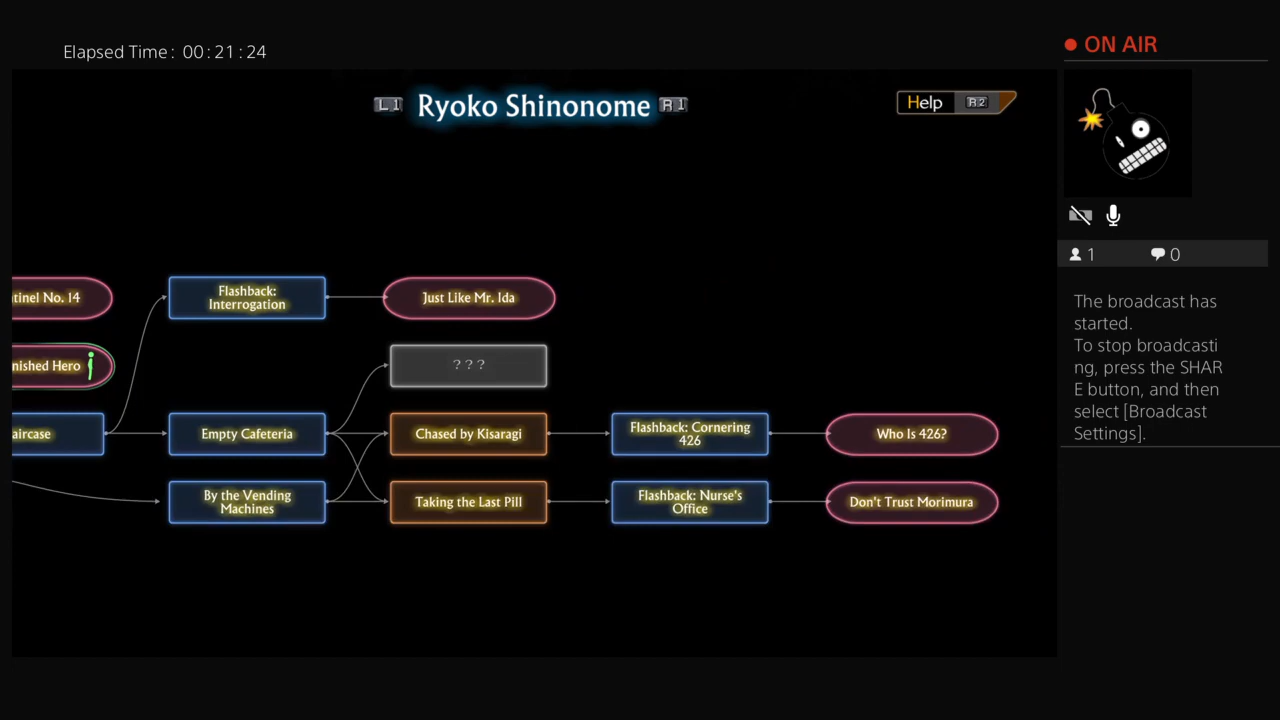 Elapsed Time: 00:21:24
ON AIR
L1 Ryoko Shinonome R1
Help R2
1 0
The broadcast has
started.
To stop broadcasti
ng, press the SHAR
E button, and then
select [Broadcast
Settings].
tinel No. 14
Flashback:
Interrogation
Just Like Mr. Ida
nished Hero
???
aircase
Empty Cafeteria
Chased by Kisaragi
Flashback: Cornering
426
Who Is 426?
By the Vending
Machines
Taking the Last Pill
Flashback: Nurse's
Office
Don't Trust Morimura